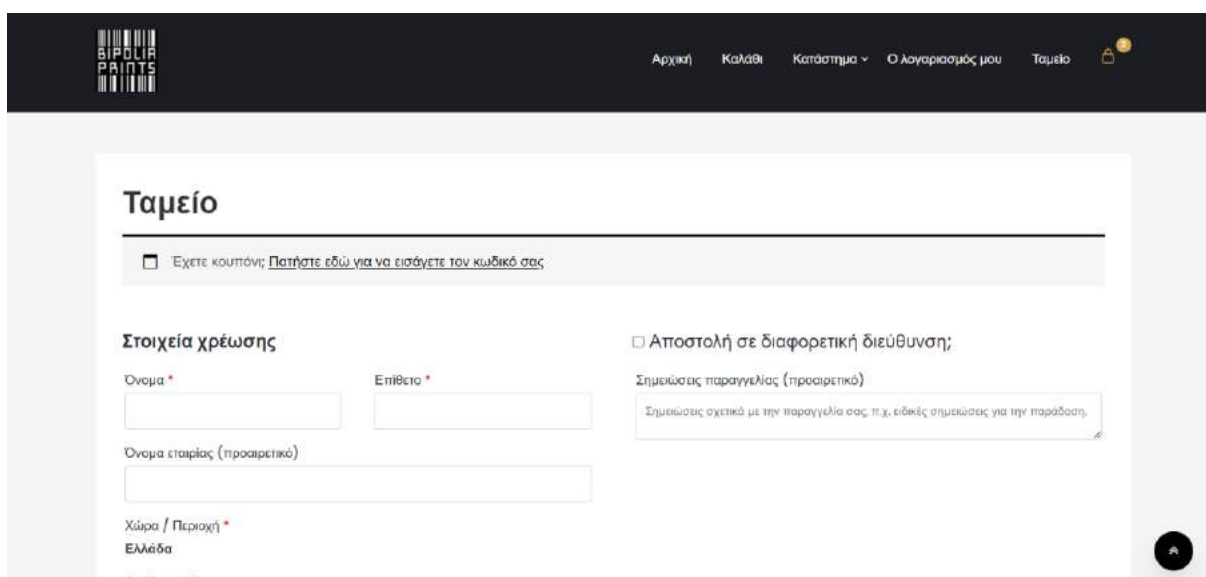 BIPOLIA
PRINTS
Αρχική
Καλάθι
Κατάστημα
Ο λογαριασμός μου
Ταμείο
Ταμείο
Έχετε κουπόνι; Πατήστε εδώ για να εισάγετε τον κωδικό σας
Στοιχεία χρέωσης
Όνομα *
Επίθετο *
Όνομα εταιρίας (προαιρετικό)
Χώρα / Περιοχή *
Ελλάδα
Αποστολή σε διαφορετική διεύθυνση;
Σημειώσεις παραγγελίας (προαιρετικό)
Σημειώσεις σχετικά με την παραγγελία σας, π.χ. ειδικές σημειώσεις για την παράδοση.